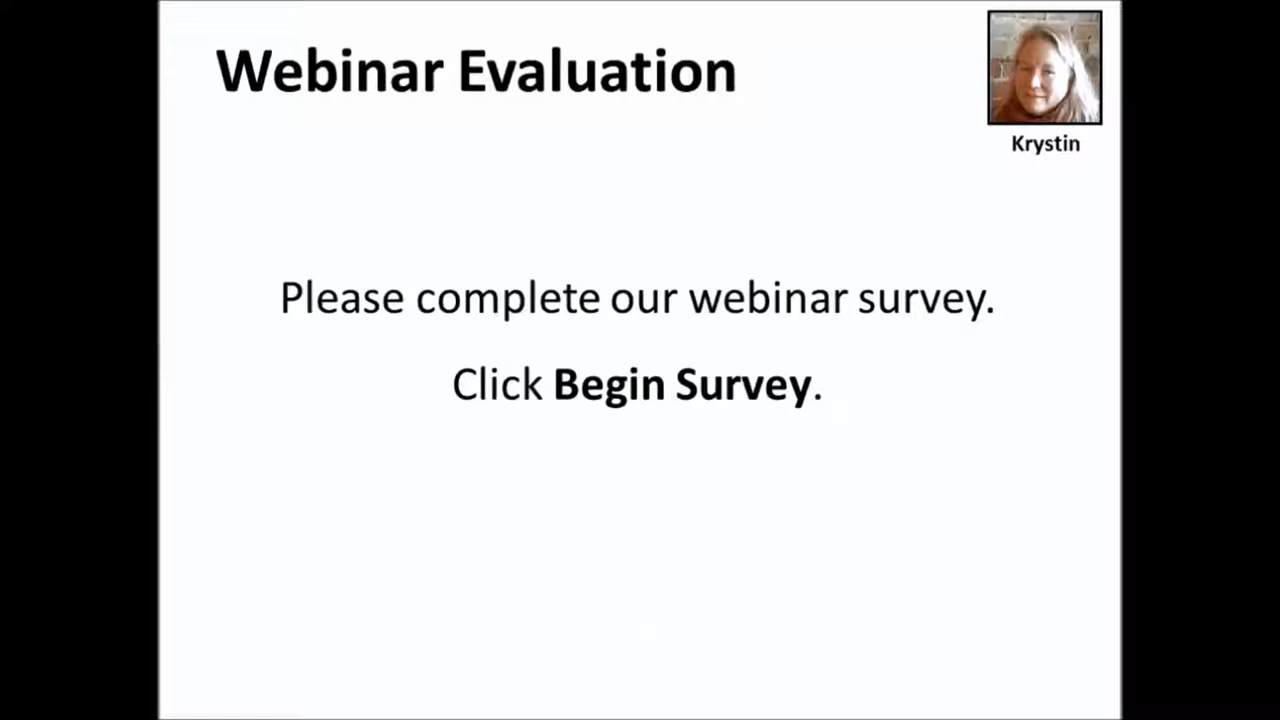 Webinar Evaluation
Krystin
Please complete our webinar survey.
Click Begin Survey.